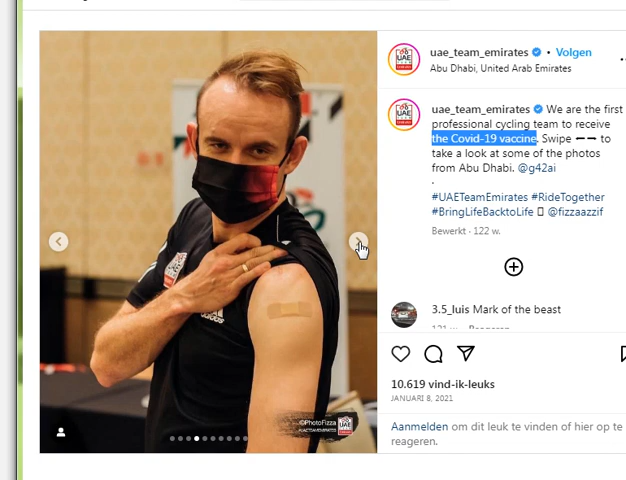 uae_team_emirates • Volgen
Abu Dhabi, United Arab Emirates
uae_team_emirates We are the first
professional cycling team to receive
the Covid-19 vaccine. Swipe to
take a look at some of the photos
from Abu Dhabi. @g42ai
.
#UAETeamEmirates #RideTogether
#BringLifeBacktoLife @fizzaazzif
Bewerkt · 122 w.
3.5_luis Mark of the beast
10.619 vind-ik-leuks
JANUARI 8, 2021
Aanmelden om dit leuk te vinden of hier op te
reageren.
©PhotoFizza
UAE
adidas